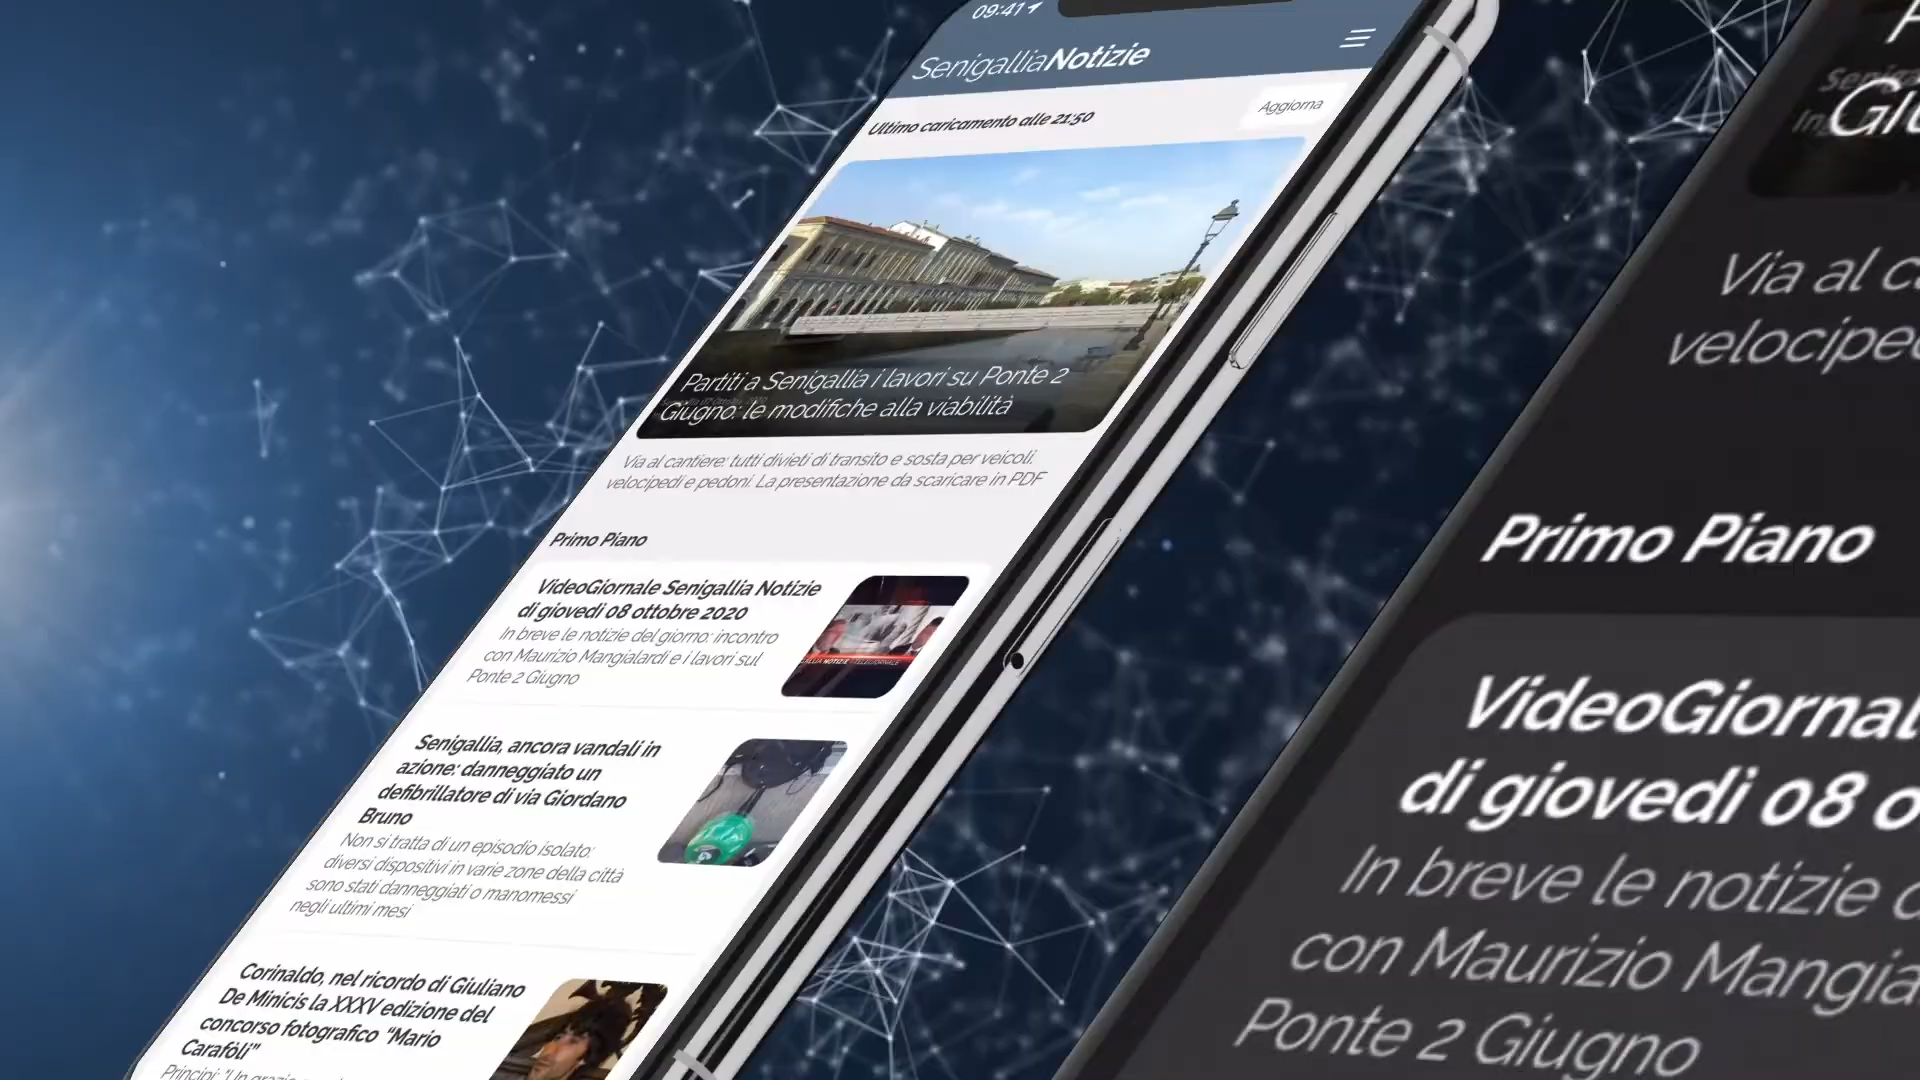 09:41
SenigalliaNotizie
Ultimo caricamento alle 21:50
Aggiorna
Partiti a Senigallia i lavori su Ponte 2
Giugno: le modifiche alla viabilità
Via al cantiere: tutti divieti di transito e sosta per veicoli,
velocipedi e pedoni. La presentazione da scaricare in PDF
Primo Piano
VideoGiornale Senigallia Notizie
di giovedì 08 ottobre 2020
In breve le notizie del giorno: incontro
con Maurizio Mangialardi e i lavori sul
Ponte 2 Giugno
Senigallia, ancora vandali in
azione: danneggiato un
defibrillatore di via Giordano
Bruno
Non si tratta di un episodio isolato:
diversi dispositivi in varie zone della città
sono stati danneggiati o manomessi
negli ultimi mesi
Corinaldo, nel ricordo di Giuliano
De Minicis la XXXV edizione del
concorso fotografico "Mario
Carafòli"
Principi: "Un
Giu
Via al c
velociped
Primo Piano
VideoGiornal
di giovedì 08 o
In breve le notizie d
con Maurizio Mangia
Ponte 2 Giugno